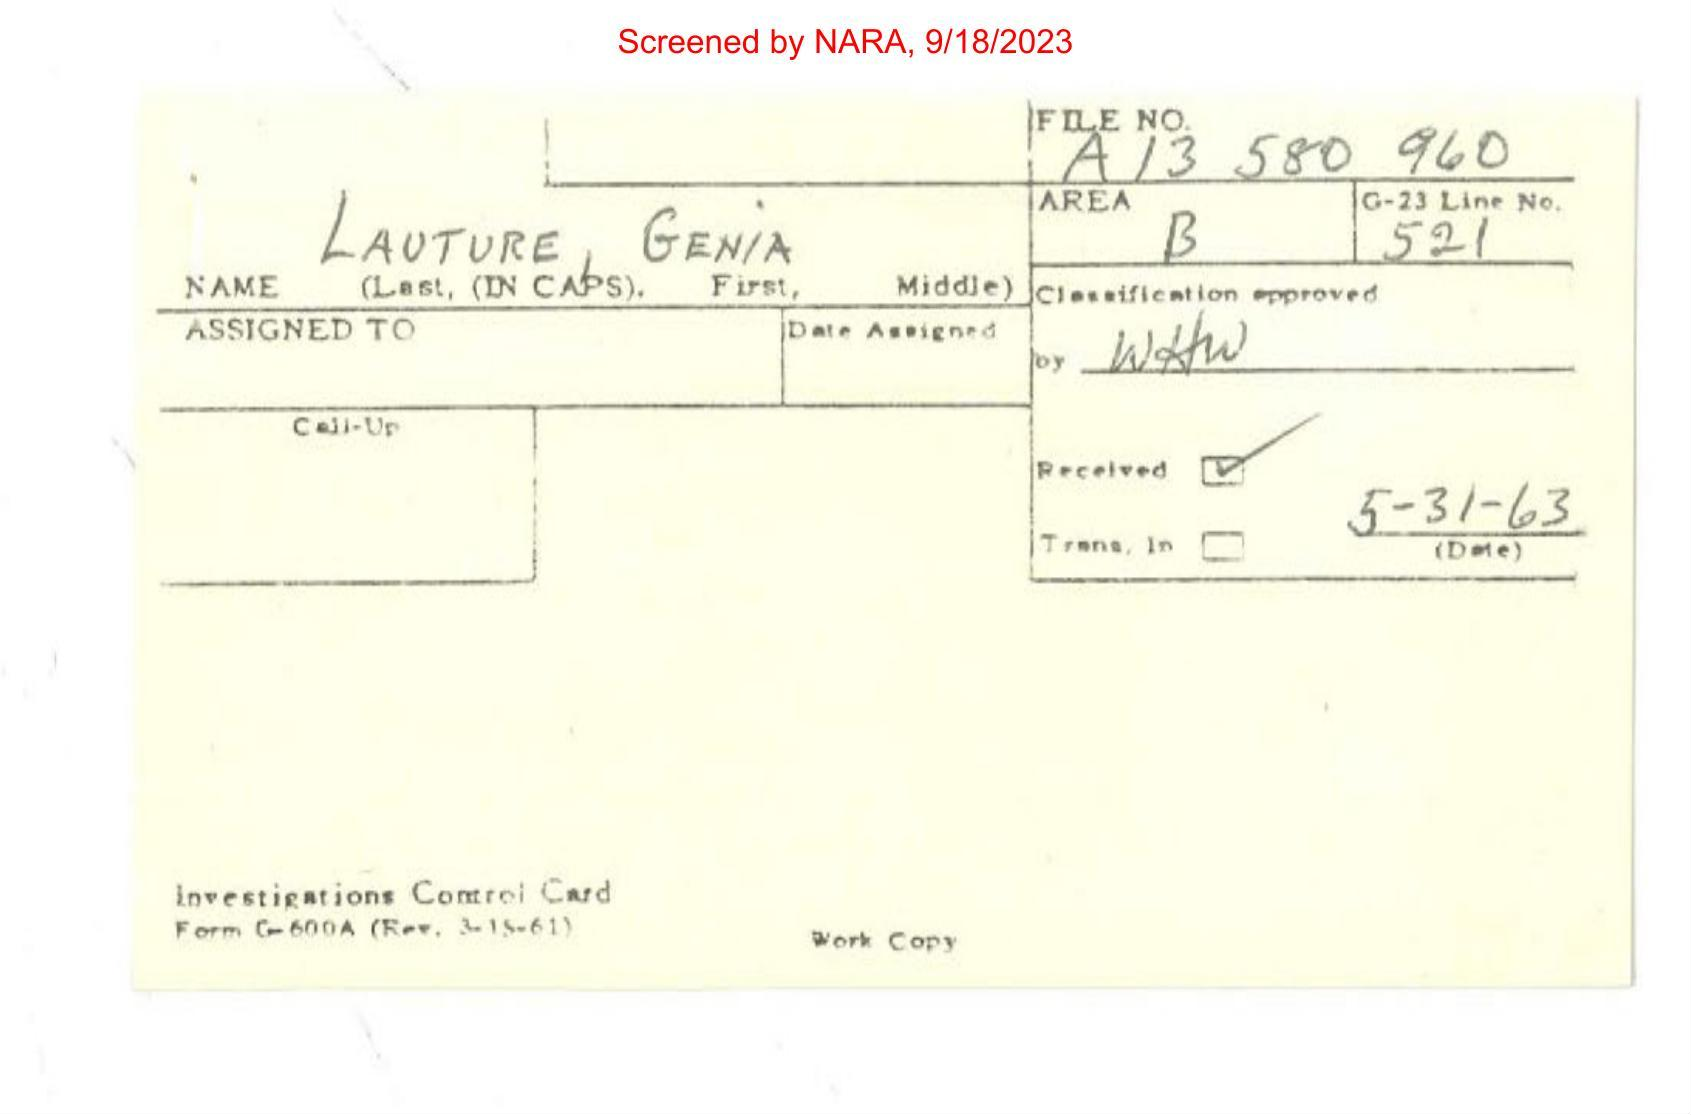 Screened by NARA, 9/18/2023
FILE NO.
A13 580 960
AREA
B
G-23 Line No.
521
LAUTURE, GENIA
NAME (Last, (IN CAPS). First, Middle)
Classification approved
by WHW
ASSIGNED TO
Date Assigned
Call-Up
Received
5-31-63
Trans. In
(Date)
Investigations Control Card
Form G-600A (Rev. 3-15-61)
Work Copy